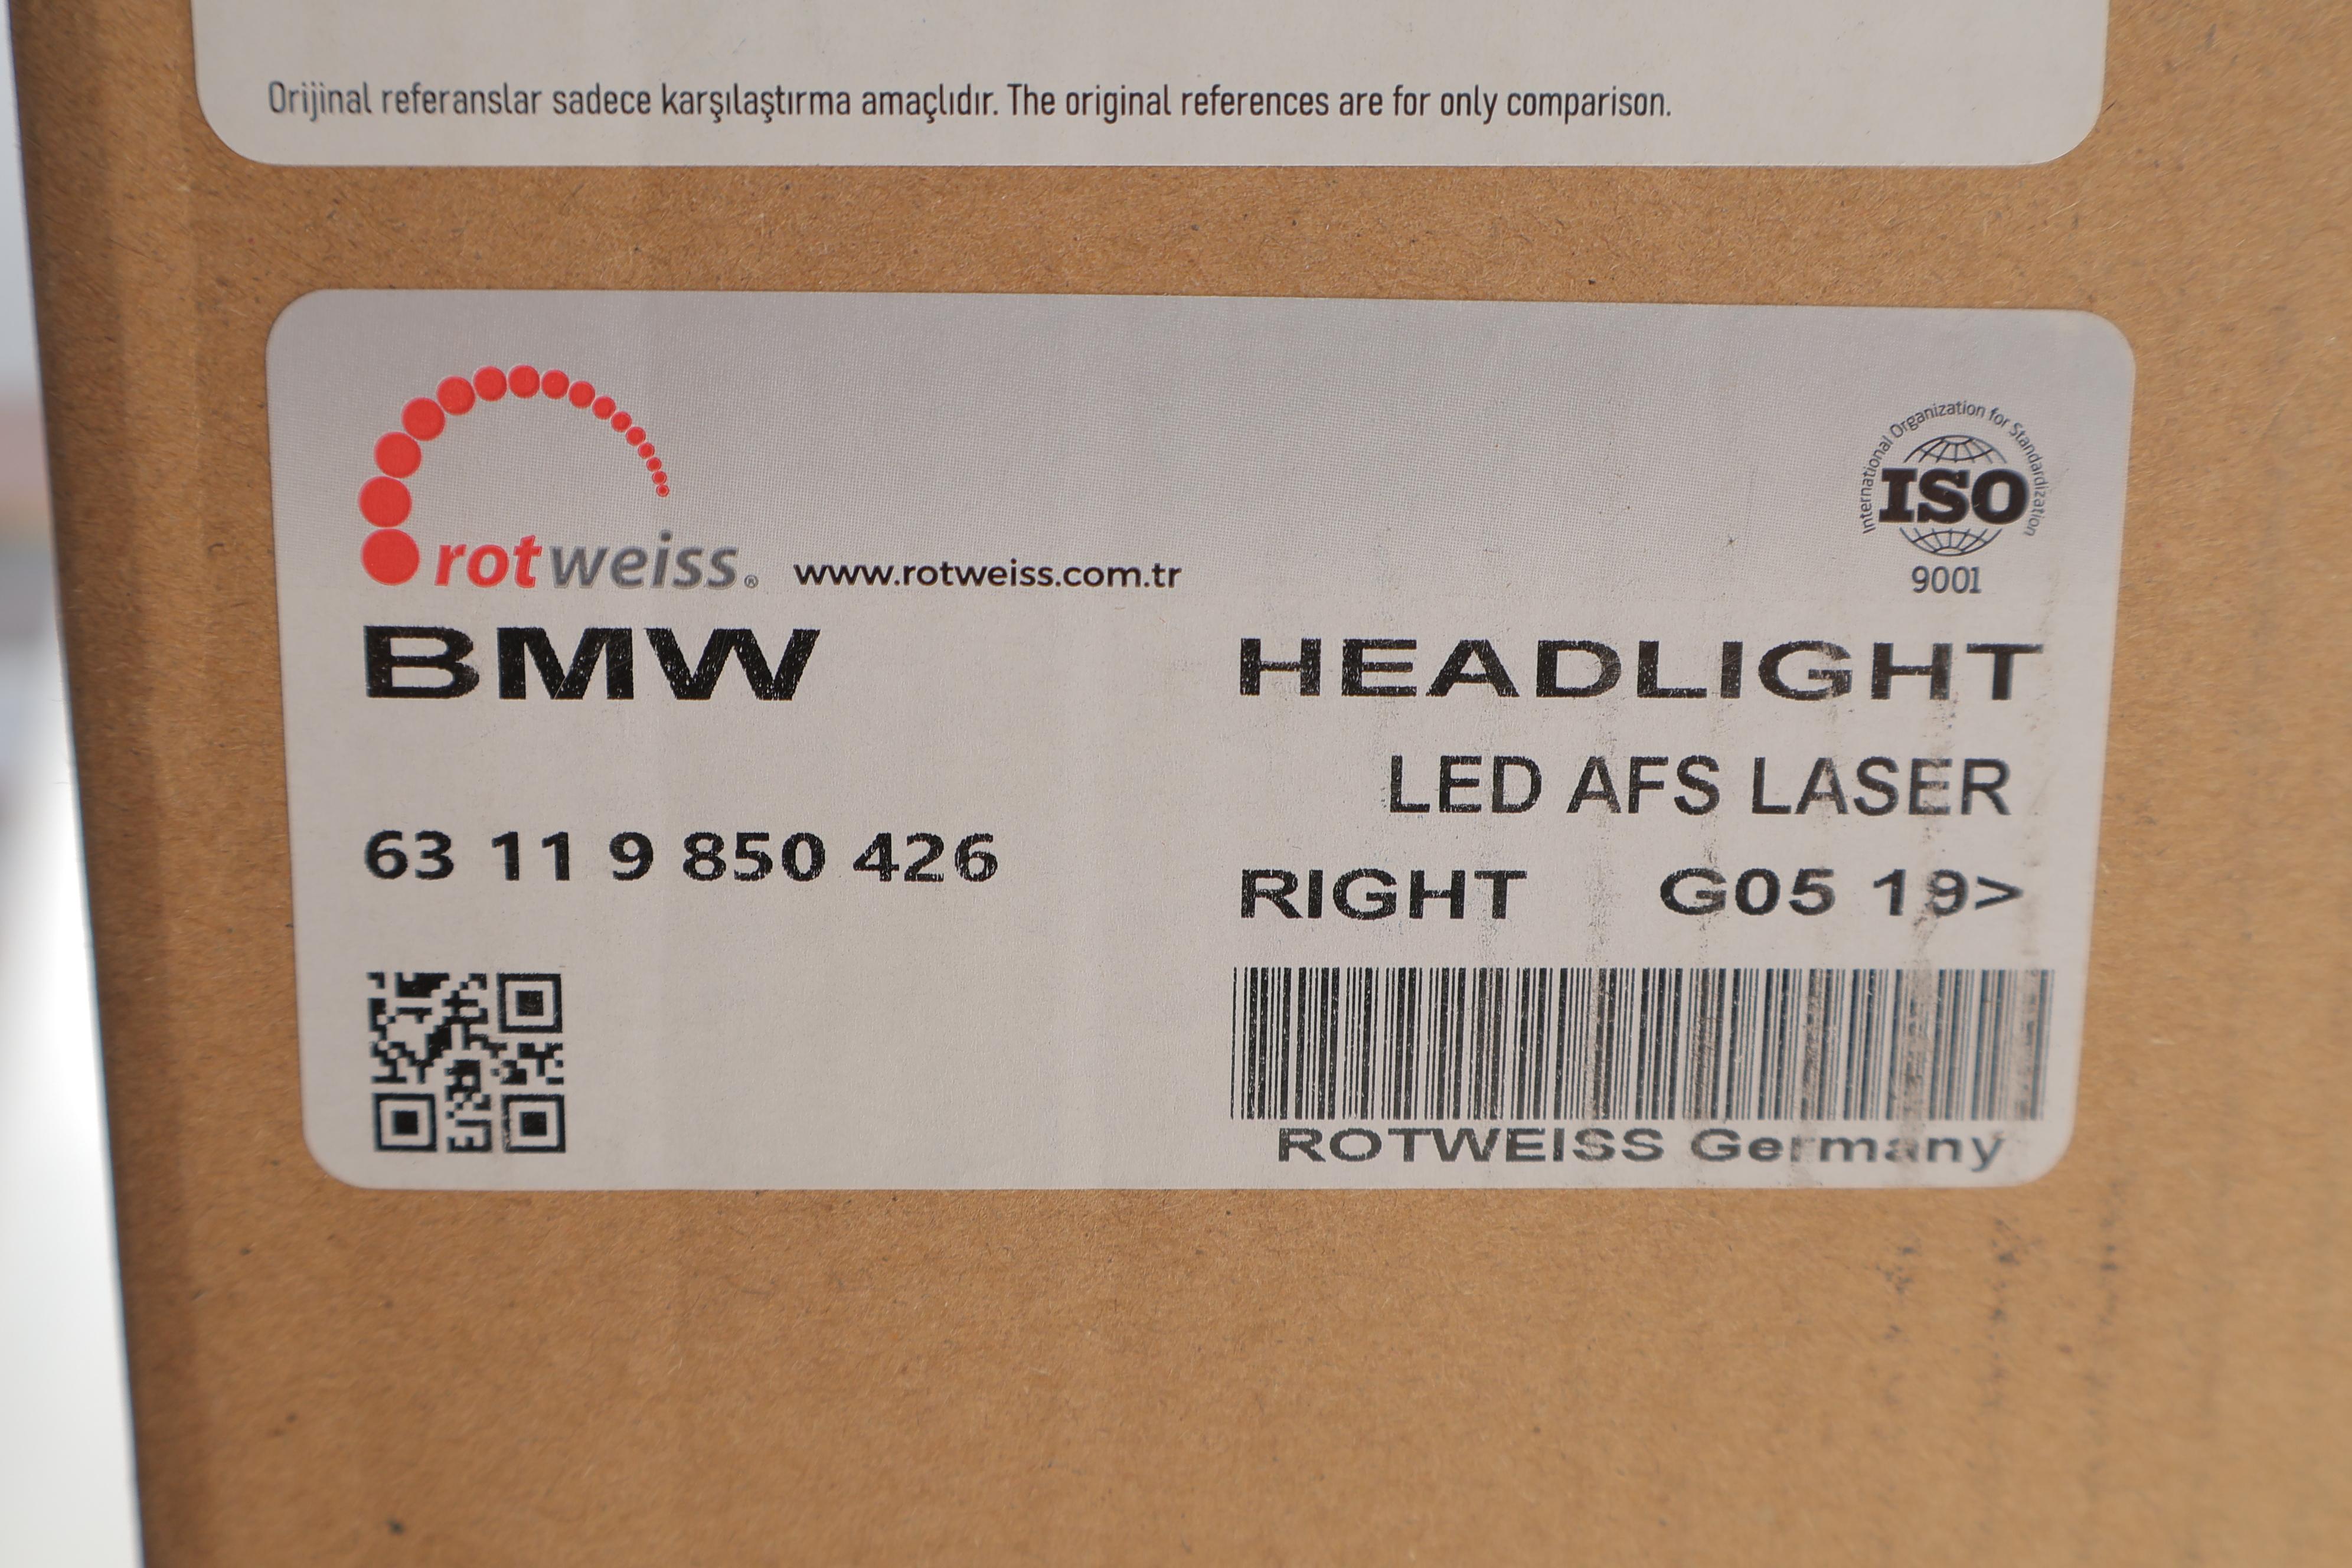 Orijinal referanslar sadece karşılaştırma amaçlıdır. The original references are for only comparison.
International Organization for Standardization
ISO
9001
rotweiss® www.rotweiss.com.tr
BMW
HEADLIGHT
LED AFS LASER
63 11 9 850 426
RIGHT G05 19>
ROTWEISS Germany